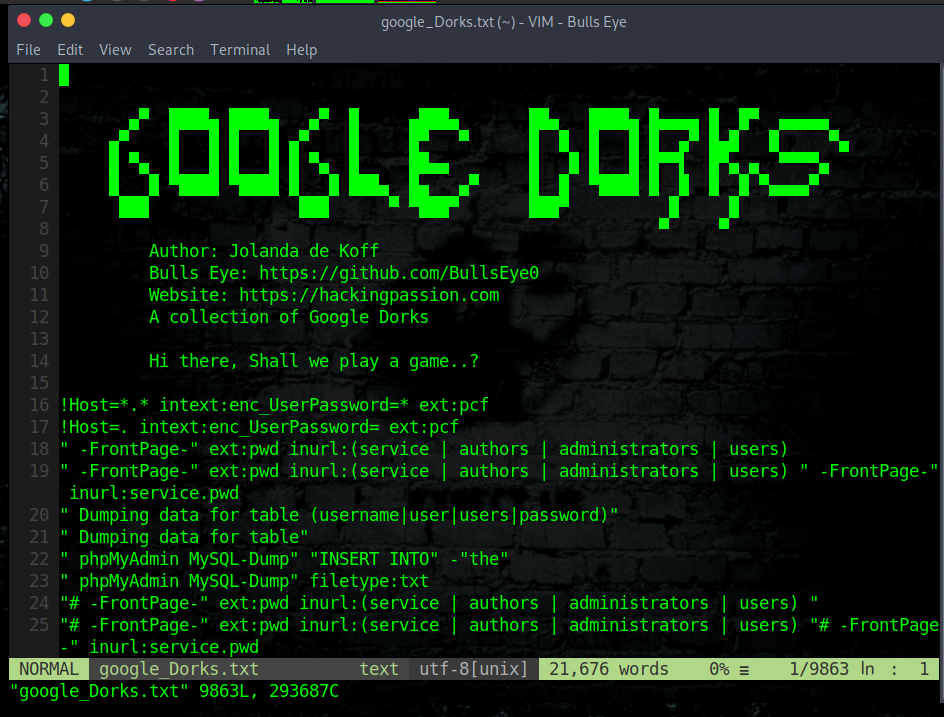 google_Dorks.txt (~) - VIM - Bulls Eye
File Edit View Search Terminal Help
1
2
3 GOOGLE DORKS
4
5
6
7
8
9 Author: Jolanda de Koff
10 Bulls Eye: https://github.com/BullsEye0
11 Website: https://hackingpassion.com
12 A collection of Google Dorks
13
14 Hi there, Shall we play a game..?
15
16 !Host=*.* intext:enc_UserPassword=* ext:pcf
17 !Host=. intext:enc_UserPassword= ext:pcf
18 " -FrontPage-" ext:pwd inurl:(service | authors | administrators | users)
19 " -FrontPage-" ext:pwd inurl:(service | authors | administrators | users) " -FrontPage-"
inurl:service.pwd
20 " Dumping data for table (username|user|users|password)"
21 " Dumping data for table"
22 " phpMyAdmin MySQL-Dump" "INSERT INTO" -"the"
23 " phpMyAdmin MySQL-Dump" filetype:txt
24 "# -FrontPage-" ext:pwd inurl:(service | authors | administrators | users) "
25 "# -FrontPage-" ext:pwd inurl:(service | authors | administrators | users) "# -FrontPage
-" inurl:service.pwd
NORMAL google_Dorks.txt text utf-8[unix] 21,676 words 0% ≡ 1/9863 ln : 1
"google_Dorks.txt" 9863L, 293687C